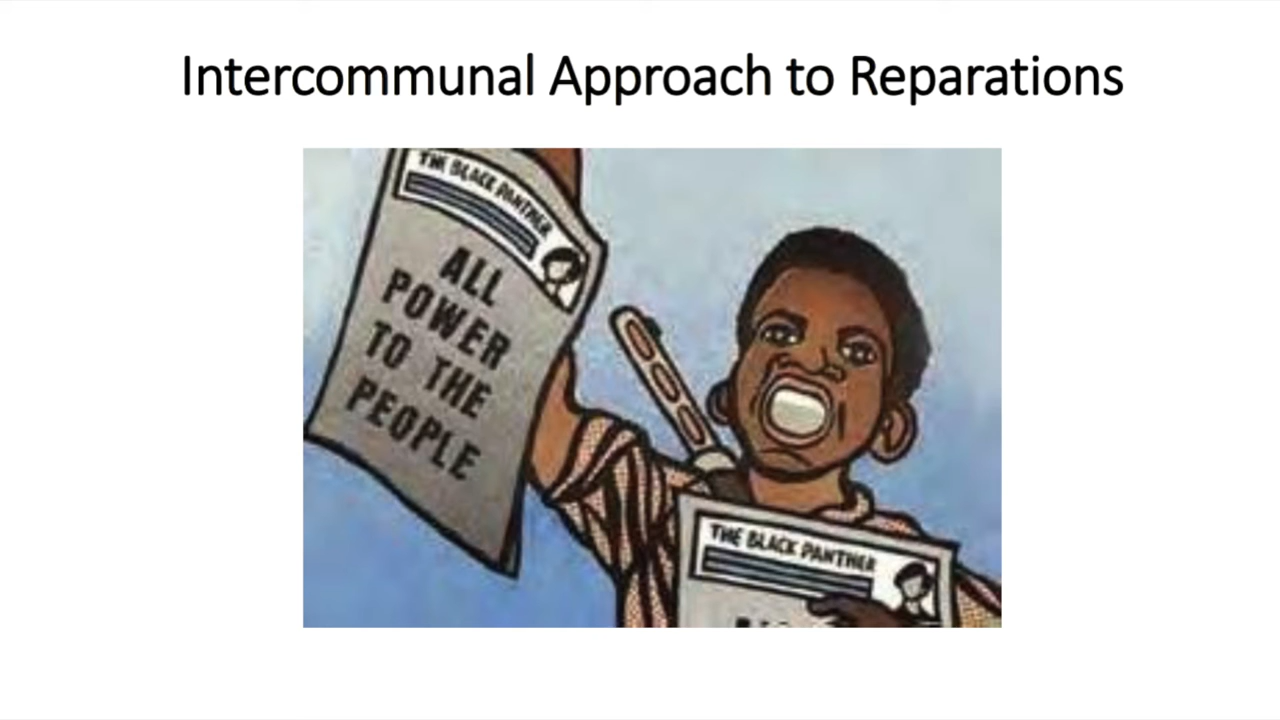 Intercommunal Approach to Reparations
THE BLACK PANTHER
ALL
POWER
TO THE
PEOPLE
THE BLACK PANTHER